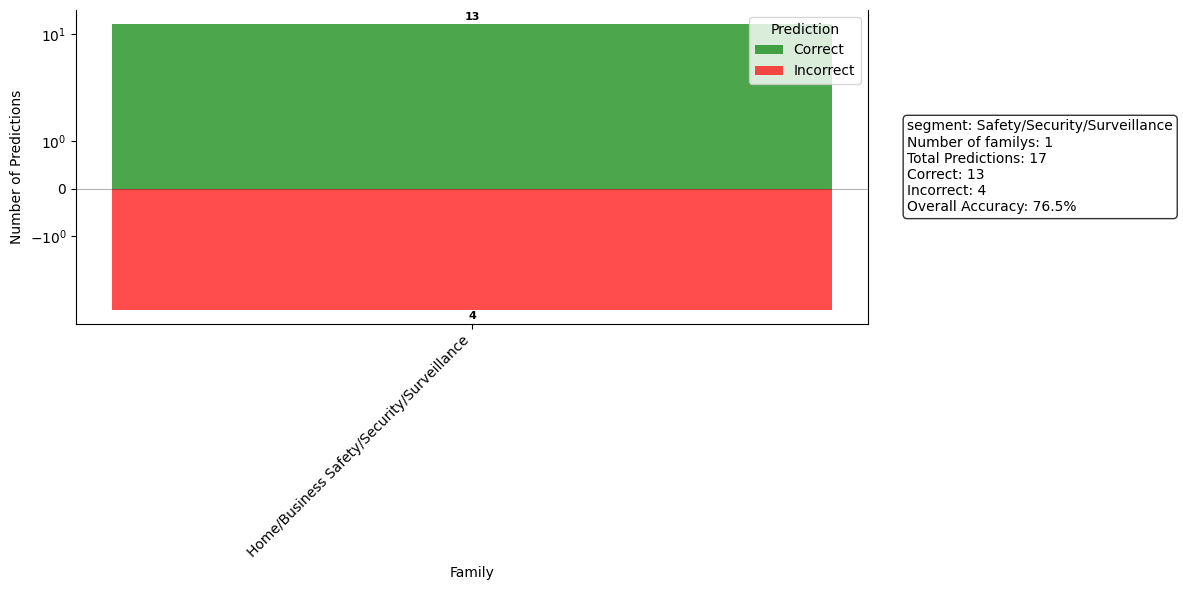 13
10¹
10⁰
0
−10⁰
Number of Predictions
Prediction
Correct
Incorrect
4
Home/Business Safety/Security/Surveillance
Family
segment: Safety/Security/Surveillance
Number of familys: 1
Total Predictions: 17
Correct: 13
Incorrect: 4
Overall Accuracy: 76.5%